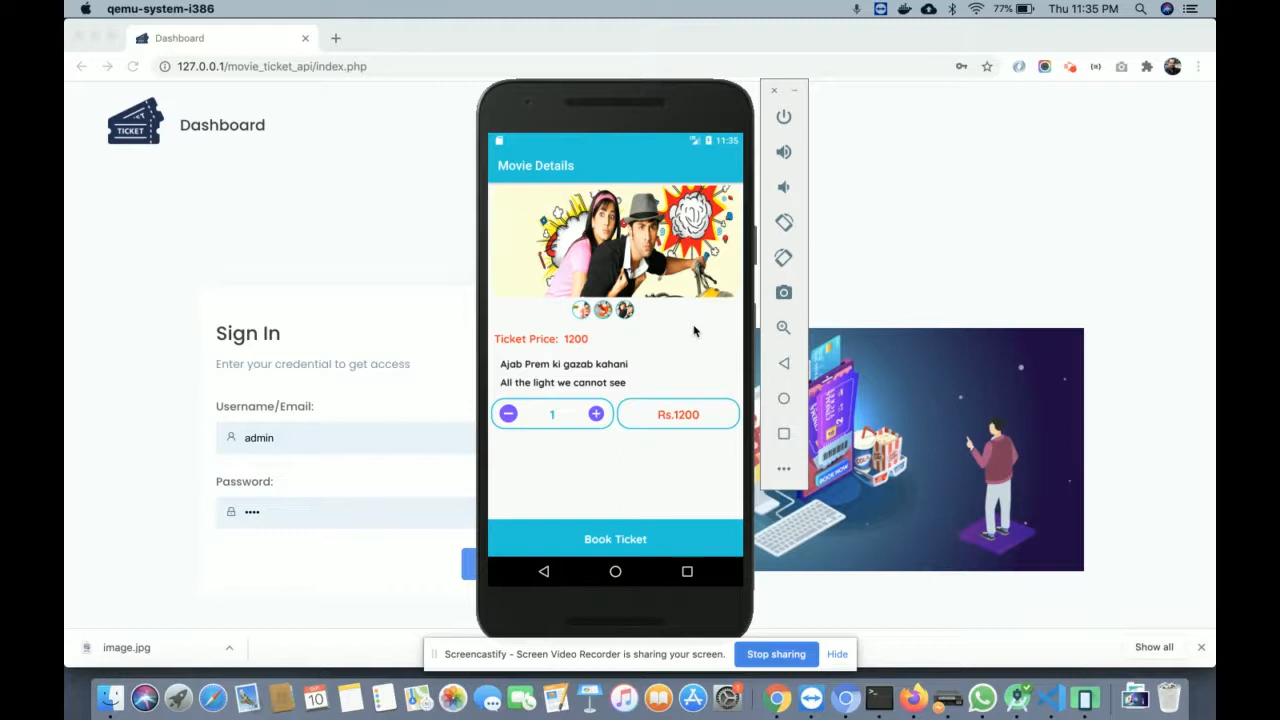 qemu-system-i386
77%
Thu 11:35 PM
Dashboard
127.0.0.1/movie_ticket_api/index.php
TICKET
Dashboard
11:35
Movie Details
Ticket Price: 1200
Ajab Prem ki gazab kahani
All the light we cannot see
1
Rs.1200
Book Ticket
Sign In
Enter your credential to get access
Username/Email:
admin
Password:
••••
BOOK NOW
image.jpg
Show all
Screencastify - Screen Video Recorder is sharing your screen.
Stop sharing
Hide
10